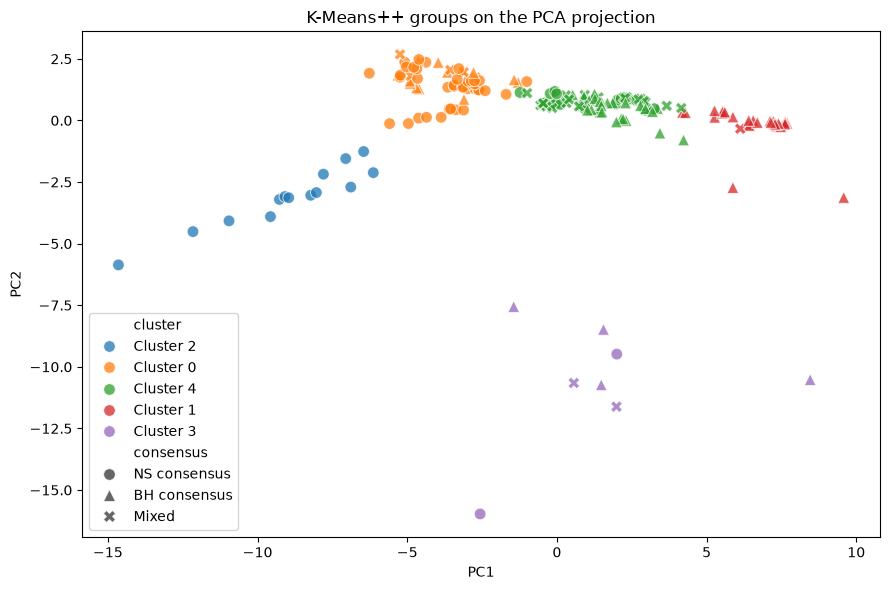 K-Means++ groups on the PCA projection
2.5
0.0
−2.5
−5.0
−7.5
−10.0
−12.5
−15.0
PC2
cluster
Cluster 2
Cluster 0
Cluster 4
Cluster 1
Cluster 3
consensus
NS consensus
BH consensus
Mixed
−15
−10
−5
0
5
10
PC1